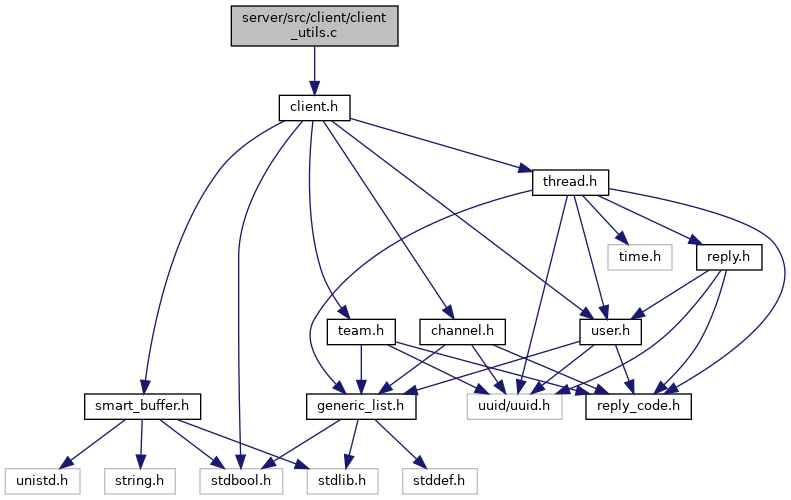 server/src/client/client
_utils.c
client.h
thread.h
time.h
reply.h
team.h
channel.h
user.h
smart_buffer.h
generic_list.h
uuid/uuid.h
reply_code.h
unistd.h
string.h
stdbool.h
stdlib.h
stddef.h